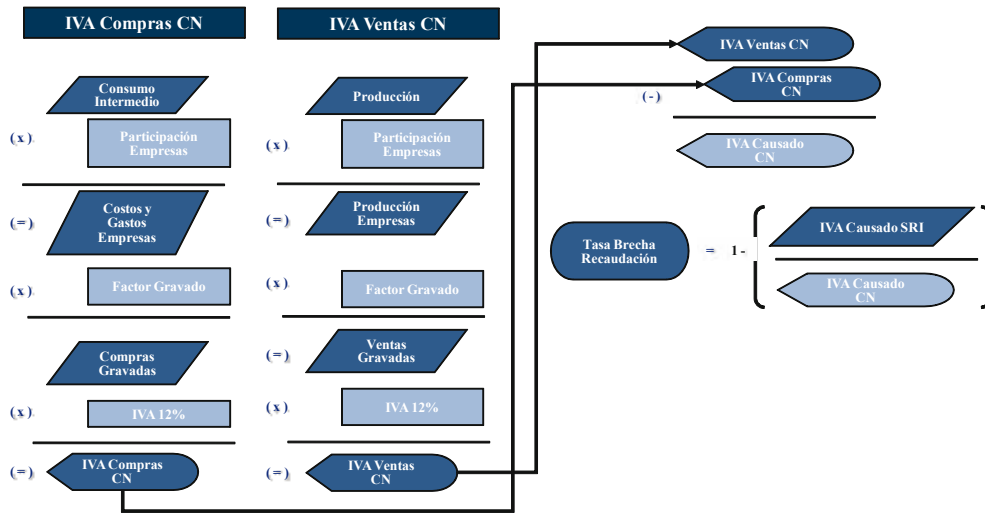 IVA Compras CN
Consumo
Intermedio
(x)
Participación
Empresas
(=)
Costos y
Gastos
Empresas
(x)
Factor Gravado
Compras
Gravadas
(x)
IVA 12%
(=)
IVA Compras
CN
IVA Ventas CN
Producción
(x)
Participación
Empresas
(=)
Producción
Empresas
(x)
Factor Gravado
(=)
Ventas
Gravadas
(x)
IVA 12%
(=)
IVA Ventas
CN
IVA Ventas CN
(-)
IVA Compras
CN
IVA Causado
CN
Tasa Brecha
Recaudación
= 1-
IVA Causado SRI
IVA Causado
CN